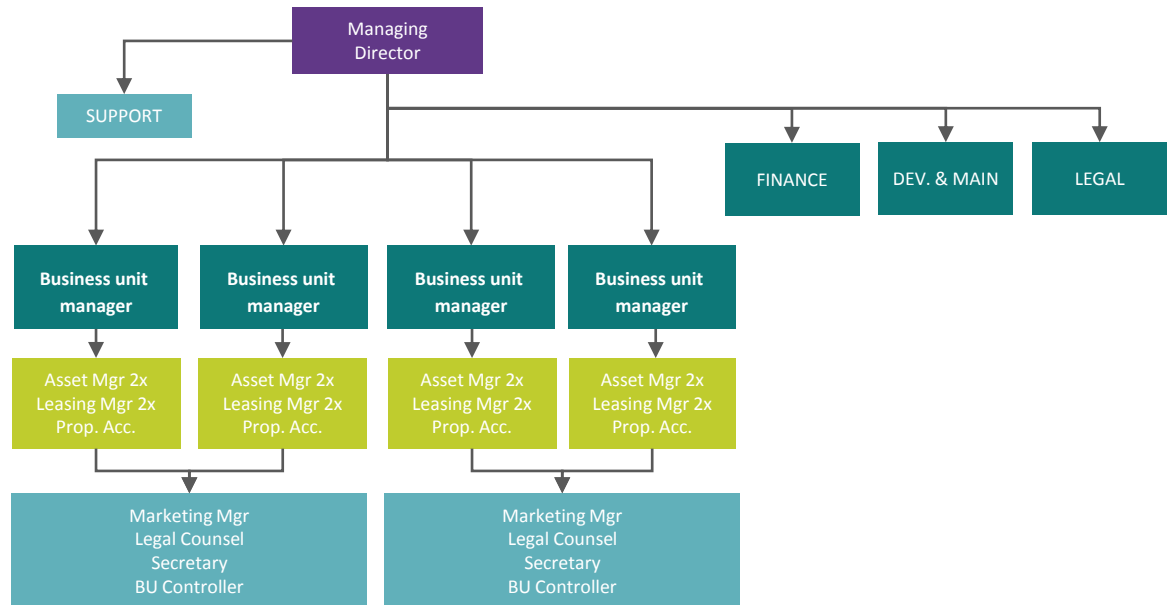 Managing
Director
SUPPORT
FINANCE
DEV. & MAIN
LEGAL
Business unit
manager
Business unit
manager
Business unit
manager
Business unit
manager
Asset Mgr 2x
Leasing Mgr 2x
Prop. Acc.
Asset Mgr 2x
Leasing Mgr 2x
Prop. Acc.
Asset Mgr 2x
Leasing Mgr 2x
Prop. Acc.
Asset Mgr 2x
Leasing Mgr 2x
Prop. Acc.
Marketing Mgr
Legal Counsel
Secretary
BU Controller
Marketing Mgr
Legal Counsel
Secretary
BU Controller